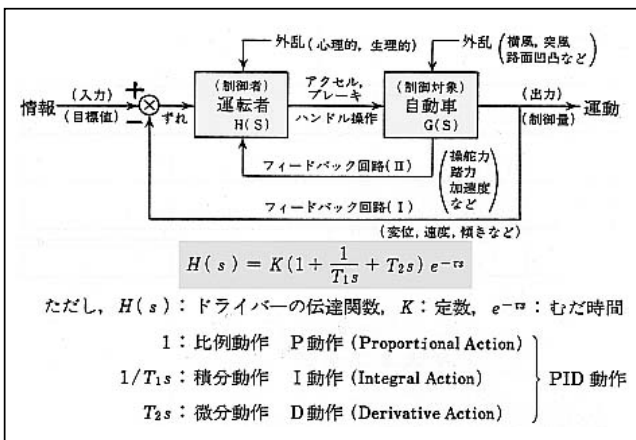 外乱(心理的,生理的)
外乱(横風,突風
路面凹凸など)
情報
(入力)
(目標値)
+
−
ずれ
(制御者)
運転者
H(S)
アクセル,
ブレーキ
ハンドル操作
(制御対象)
自動車
G(S)
(出力)
(制御量)
運動
フィードバック回路(II)
(操舵力
踏力
加速度
など)
フィードバック回路(I)
(変位,速度,傾きなど)
H(s) = K(1 + 1/T₁s + T₂s) e^−τs
ただし, H(s):ドライバーの伝達関数, K:定数, e^−τs:むだ時間
1:比例動作 P動作(Proportional Action)
1/T₁s:積分動作 I動作(Integral Action)
T₂s:微分動作 D動作(Derivative Action)
PID動作